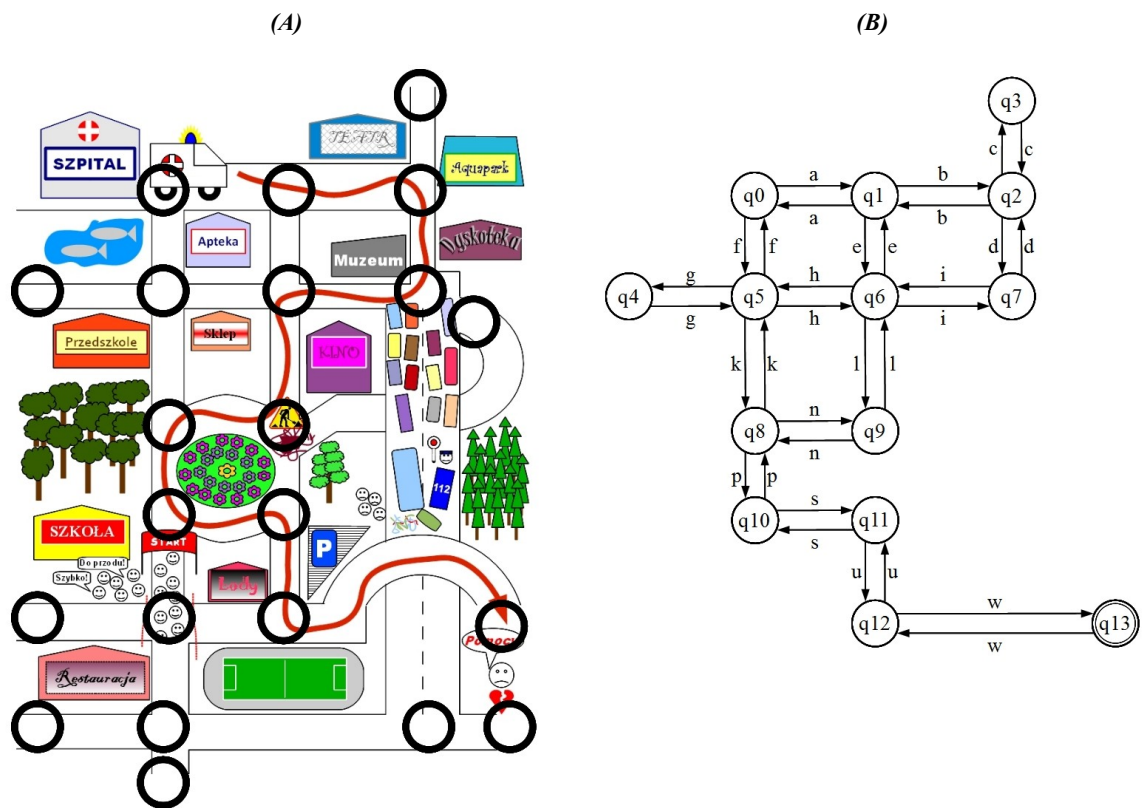 (A)
(B)
SZPITAL
TEATR
Aquapark
Apteka
Muzeum
Dyskoteka
Przedszkole
Sklep
KINO
112
SZKOŁA
START
Do przodu!
Szybko!
P
Lody
Pomocy
Restauracja
q3
c c
a b
q0 q1 q2
a b
f f e e d d
g h i
q4 q5 q6 q7
g h i
k k l l
n
q8 q9
n
p p
s
q10 q11
s
u u
w
q12 q13
w